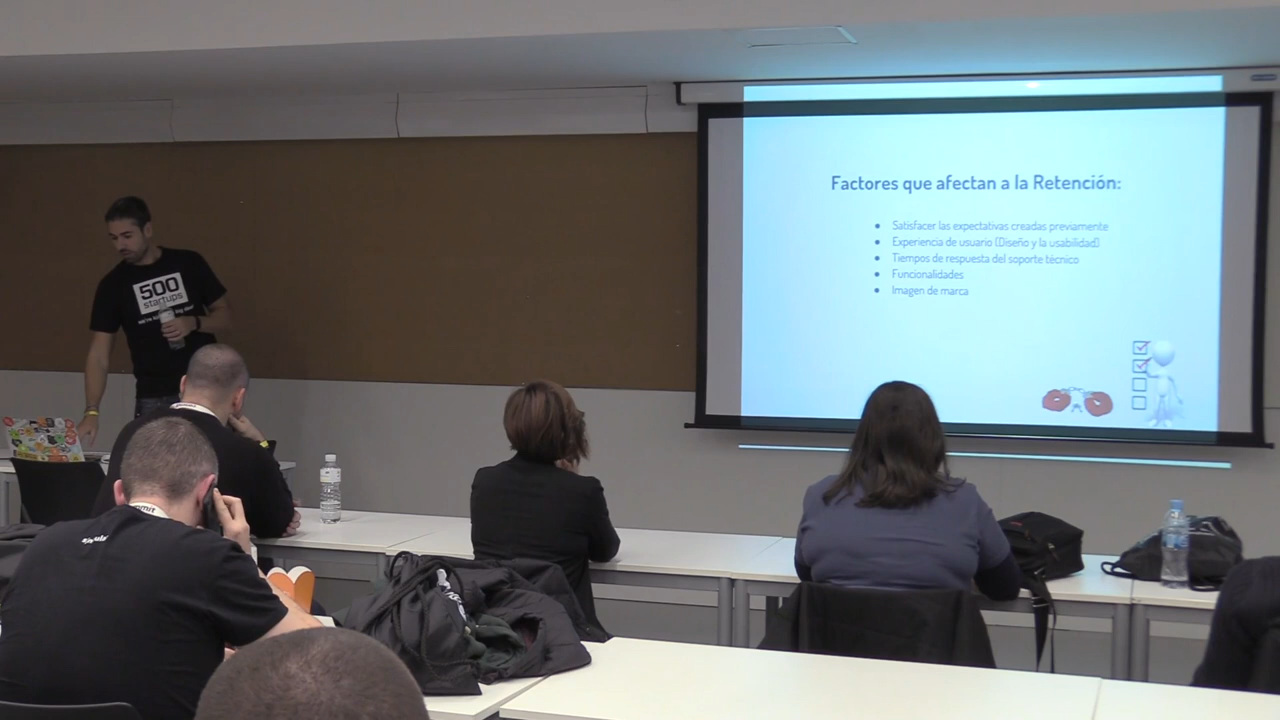 Factores que afectan a la Retención:
Satisfacer las expectativas creadas previamente
Experiencia de usuario (Diseño y la usabilidad)
Tiempos de respuesta del soporte técnico
Funcionalidades
Imagen de marca
500
startups